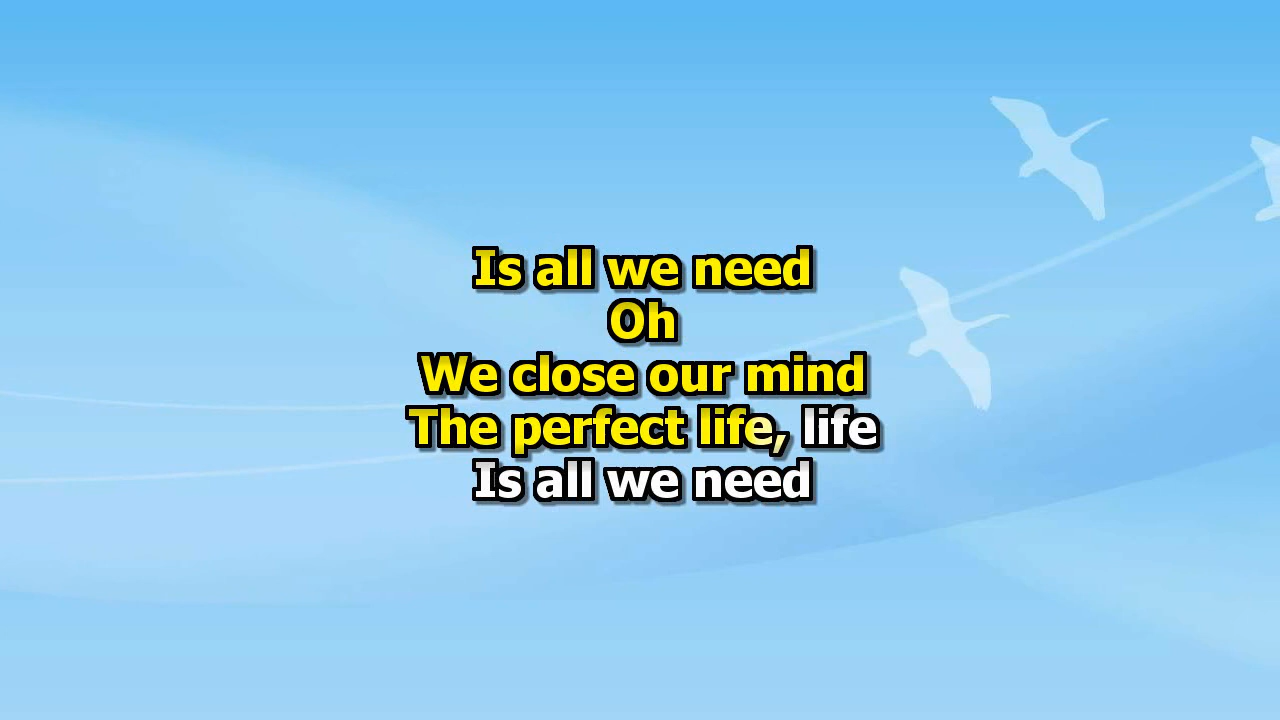 Is all we need
Oh
We close our mind
The perfect life, life
Is all we need